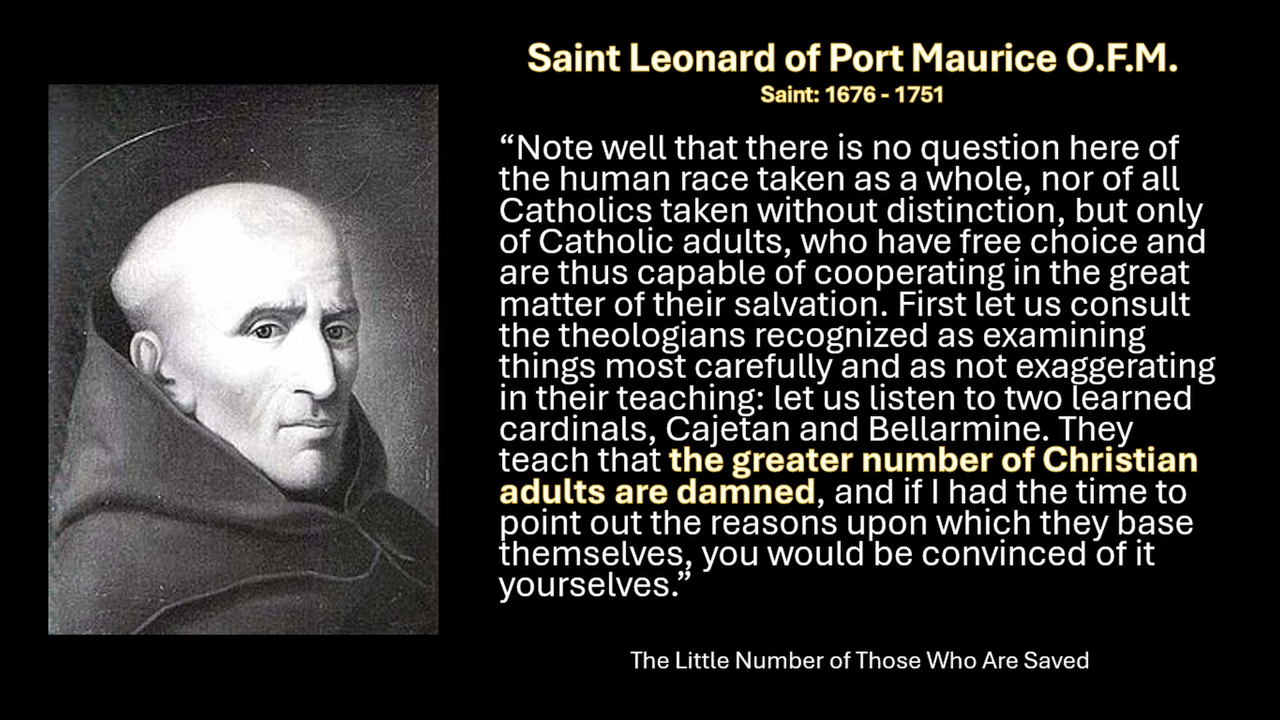 Saint Leonard of Port Maurice O.F.M.
Saint: 1676 - 1751
“Note well that there is no question here of
the human race taken as a whole, nor of all
Catholics taken without distinction, but only
of Catholic adults, who have free choice and
are thus capable of cooperating in the great
matter of their salvation. First let us consult
the theologians recognized as examining
things most carefully and as not exaggerating
in their teaching: let us listen to two learned
cardinals, Cajetan and Bellarmine. They
teach that the greater number of Christian
adults are damned, and if I had the time to
point out the reasons upon which they base
themselves, you would be convinced of it
yourselves.”
The Little Number of Those Who Are Saved